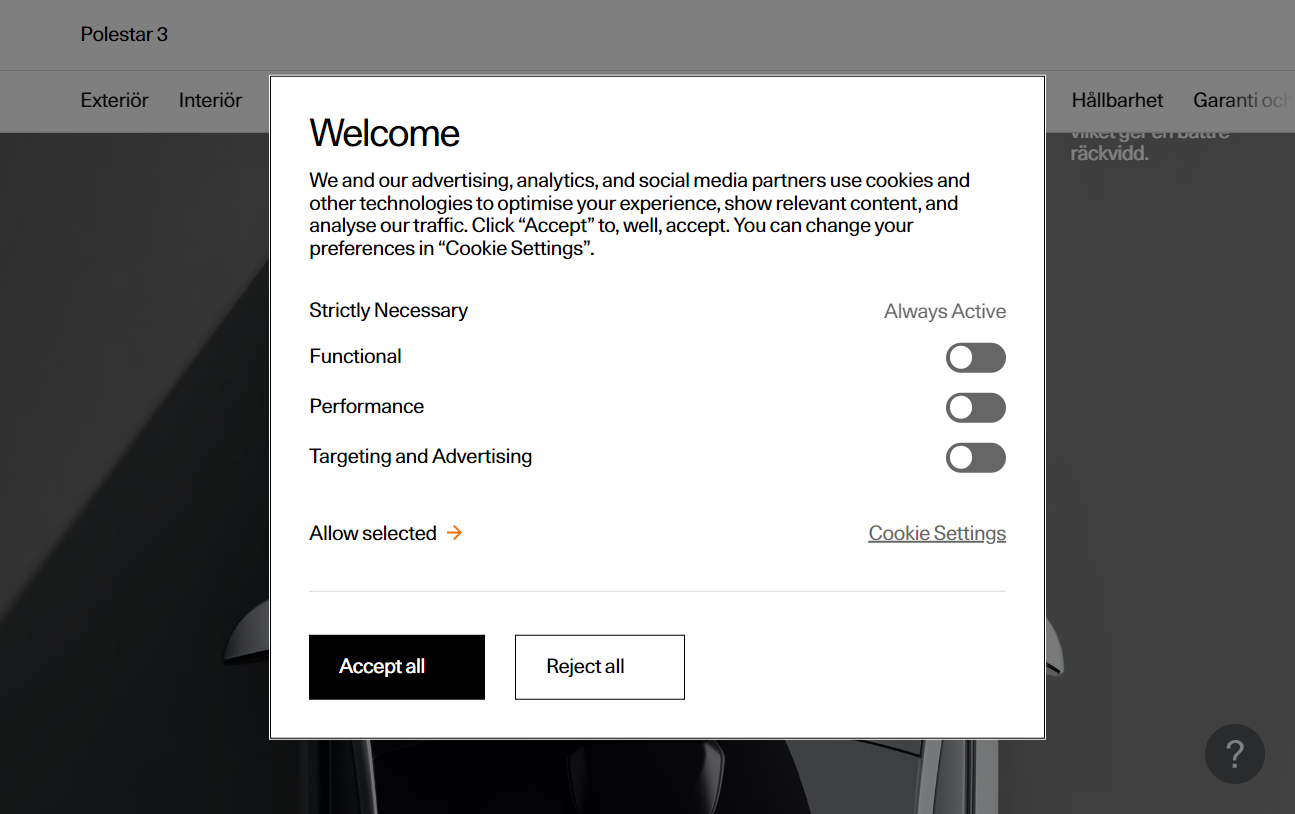 Polestar 3
Exteriör Interiör Hållbarhet Garanti och
vilket ger en bättre
räckvidd.
Welcome
We and our advertising, analytics, and social media partners use cookies and
other technologies to optimise your experience, show relevant content, and
analyse our traffic. Click “Accept” to, well, accept. You can change your
preferences in “Cookie Settings”.
Strictly Necessary Always Active
Functional
Performance
Targeting and Advertising
Allow selected → Cookie Settings
Accept all Reject all
?